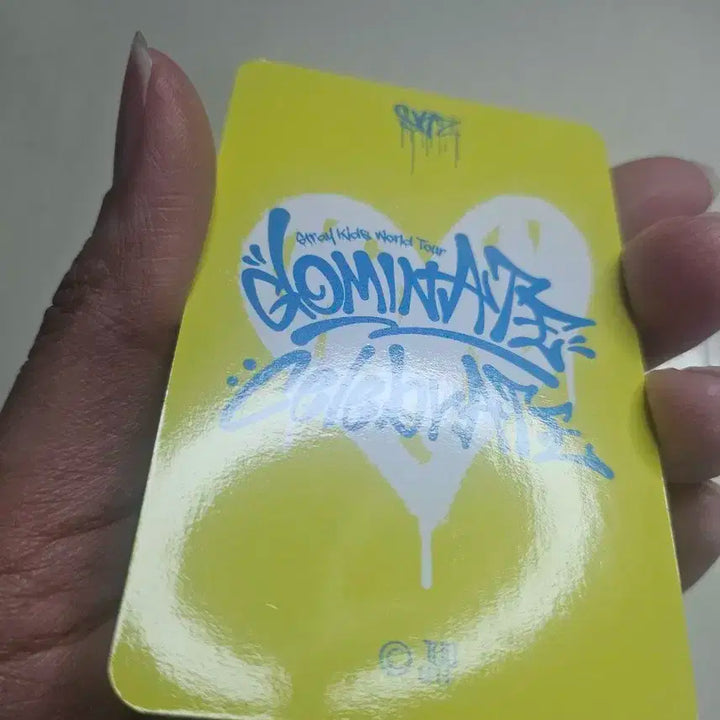 SKZ
Stray Kids World Tour
dOMINATE
CELEBRATE
©